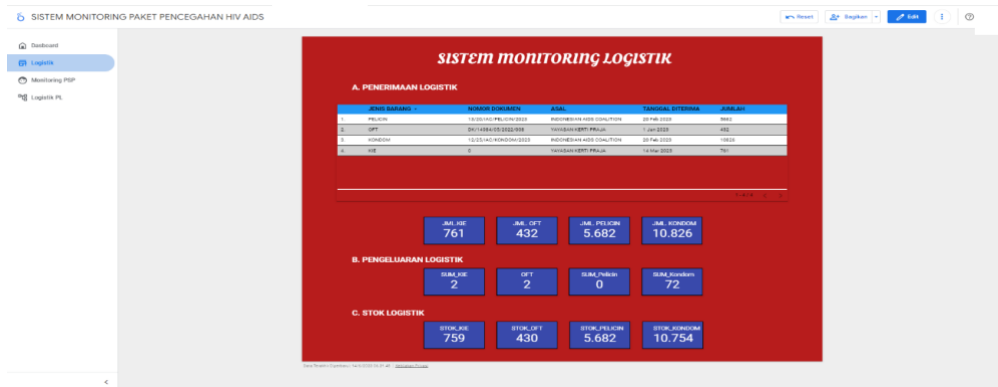 SISTEM MONITORING PAKET PENCEGAHAN HIV AIDS
Reset
Bagikan
Edit
Dasboard
Logistik
Monitoring PSP
Logistik PL
SISTEM MONITORING LOGISTIK
A. PENERIMAAN LOGISTIK
JENIS BARANG NOMOR DOKUMEN ASAL TANGGAL DITERIMA JUMLAH
1. PELICIN INDONESIAN AIDS COALITION 20 Feb 2023
2. OFT YAYASAN KERTI PRAJA 1 Jan 2023 432
3. KONDOM INDONESIAN AIDS COALITION 20 Feb 2023 10826
4. KIE 0 YAYASAN KERTI PRAJA 14 Mar 2023 761
1 - 4 / 4 < >
JML.KIE JML. OFT JML. PELICIN JML. KONDOM
761 432 5.682 10.826
B. PENGELUARAN LOGISTIK
SUM_KIE OFT SUM_Pelicin SUM_Kondom
2 2 0 72
C. STOK LOGISTIK
STOK_KIE STOK_OFT STOK_PELICIN STOK_KONDOM
759 430 5.682 10.754